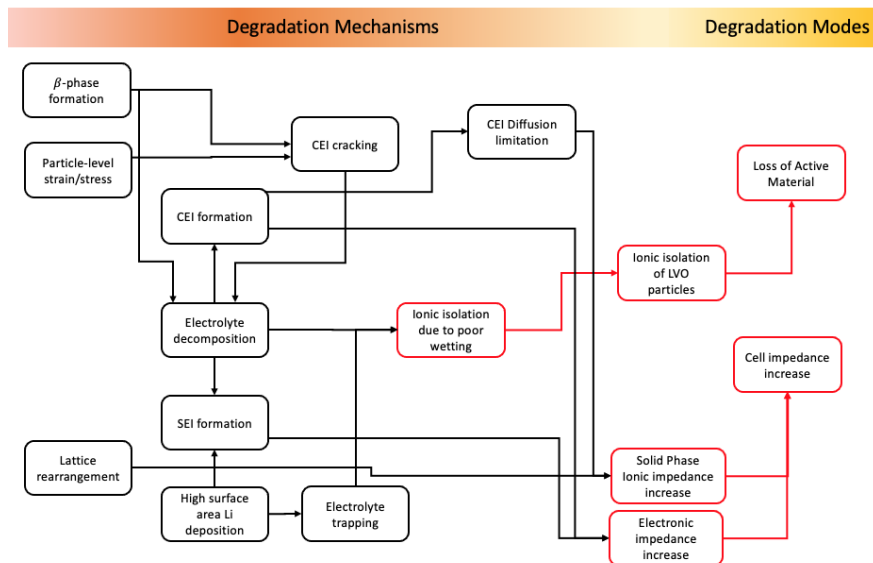 Degradation Mechanisms
Degradation Modes
β-phase
formation
CEI cracking
CEI Diffusion
limitation
Particle-level
strain/stress
Loss of Active
Material
CEI formation
Ionic isolation
of LVO
particles
Electrolyte
decomposition
Ionic isolation
due to poor
wetting
Cell impedance
increase
SEI formation
Lattice
rearrangement
Solid Phase
Ionic impedance
increase
High surface
area Li
deposition
Electrolyte
trapping
Electronic
impedance
increase